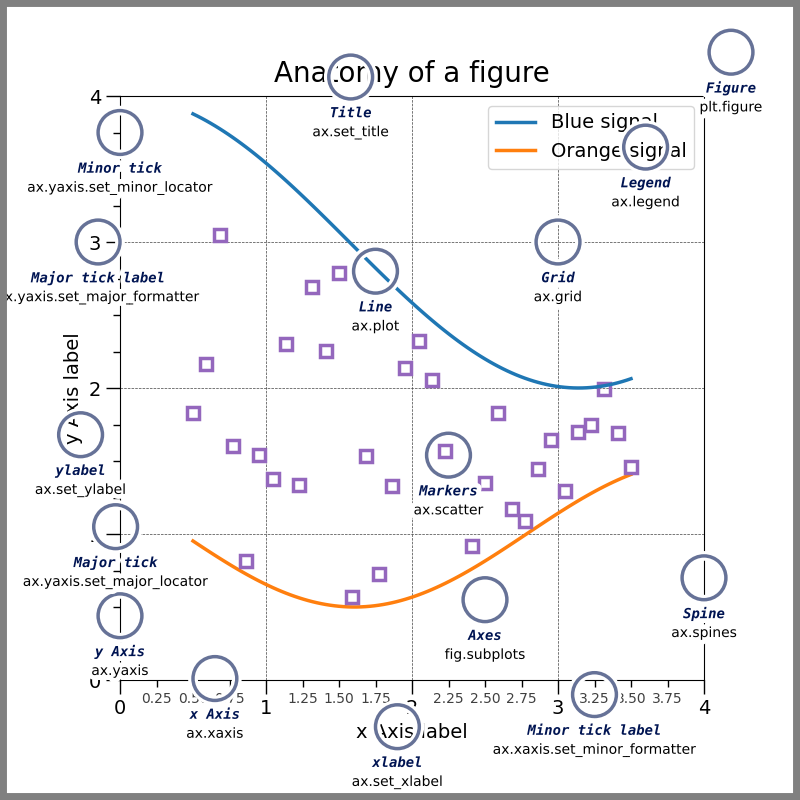 Anatomy of a figure
Figure
plt.figure
Title
ax.set_title
4
Blue signal
Orange signal
Minor tick
ax.yaxis.set_minor_locator
Legend
ax.legend
3
Major tick label
x.yaxis.set_major_formatter
Grid
ax.grid
Line
ax.plot
2
y Axis label
ylabel
ax.set_ylabel
Markers
ax.scatter
Major tick
ax.yaxis.set_major_locator
Axes
fig.subplots
Spine
ax.spines
y Axis
ax.yaxis
0
0.25
1.25 1.50 1.75
2.25 2.50 2.75
3.25 3.50 3.75
0 1 2 3 4
x Axis
ax.xaxis
x Axis label
Minor tick label
ax.xaxis.set_minor_formatter
xlabel
ax.set_xlabel